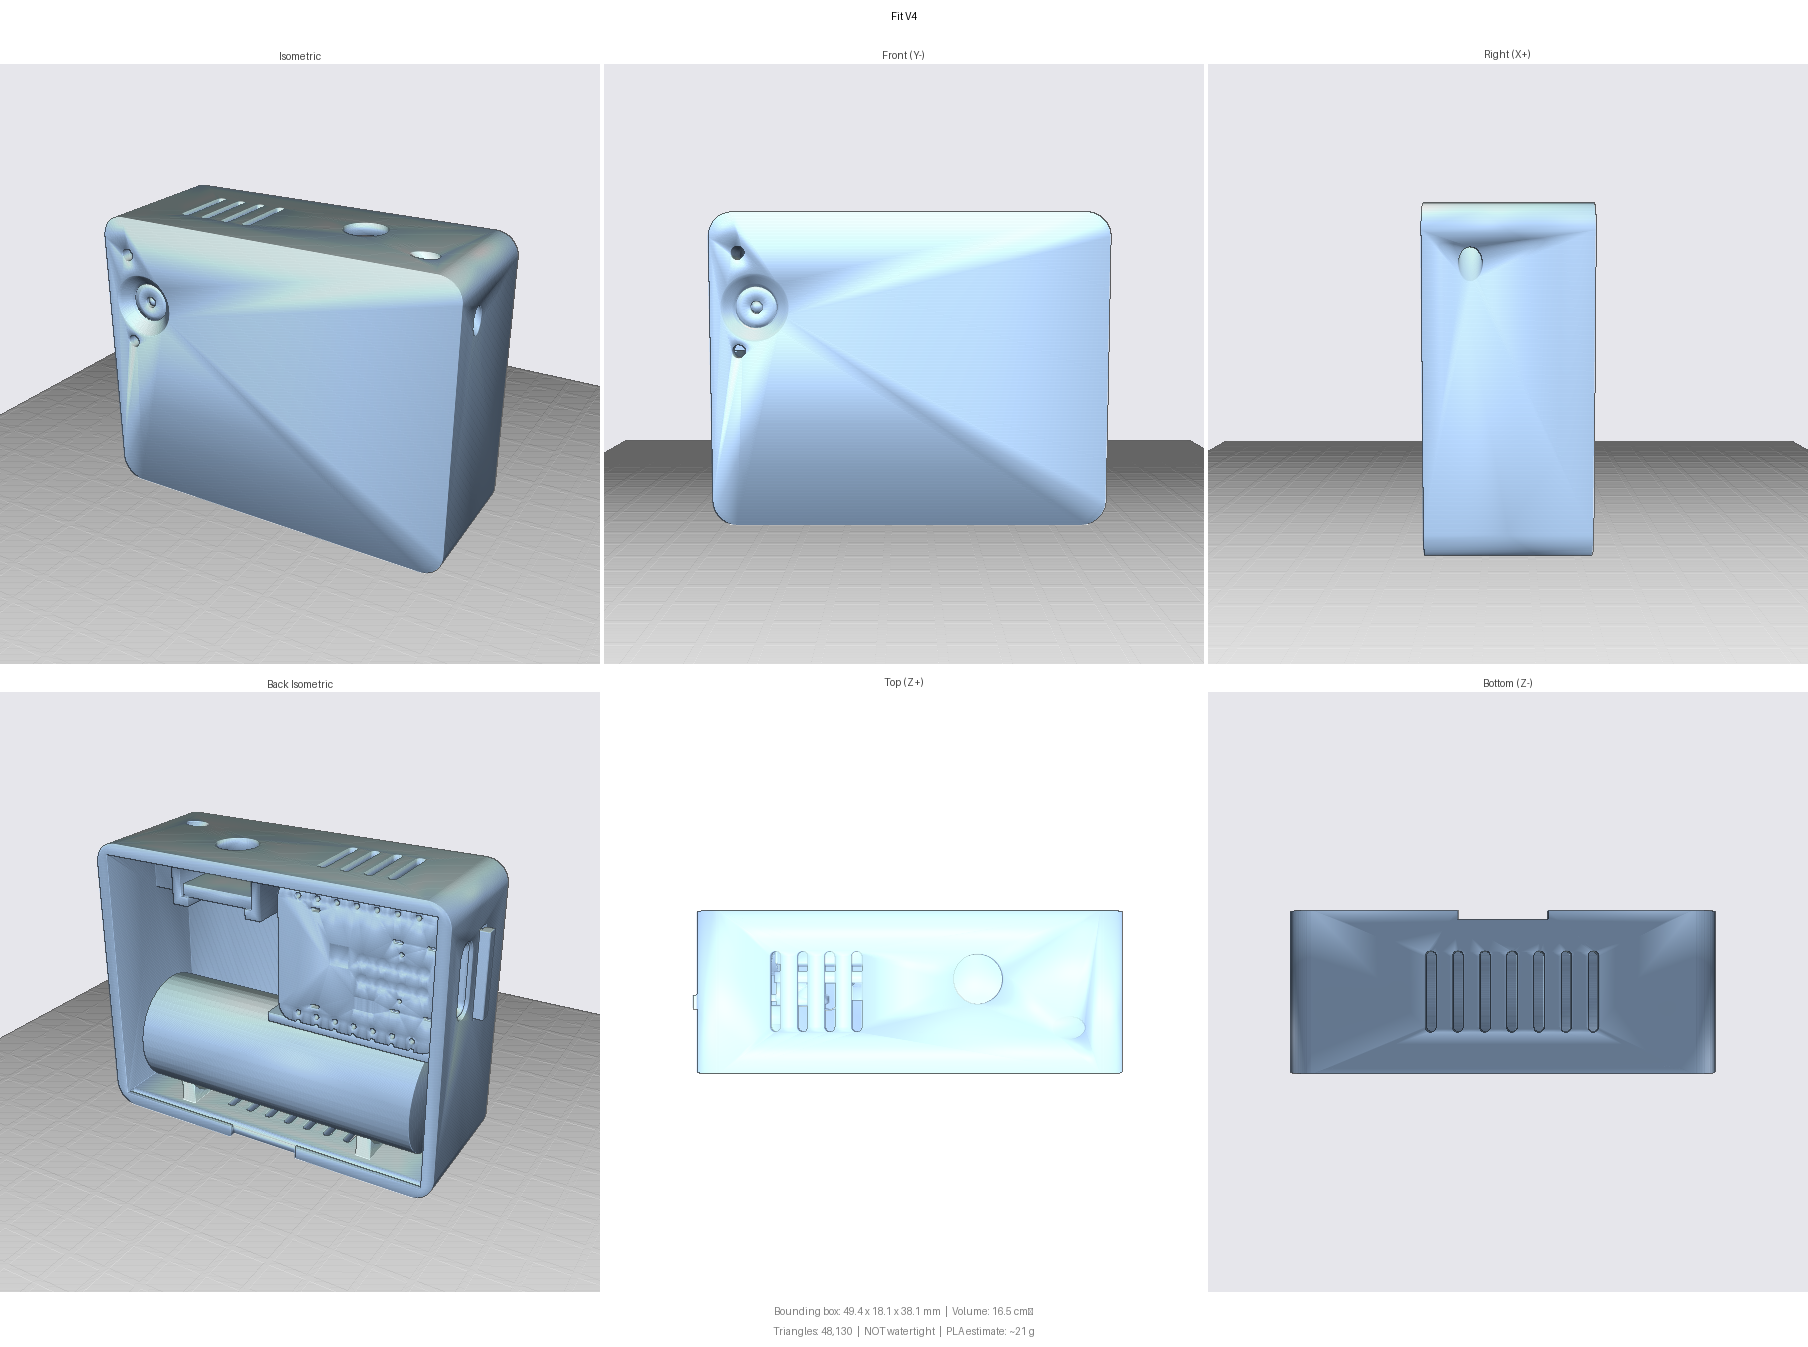 Fit V4
Isometric
Front (Y-)
Right (X+)
Back Isometric
Top (Z+)
Bottom (Z-)
Bounding box: 49.4 x 18.1 x 38.1 mm | Volume: 16.5 cm
Triangles: 48,130 | NOT watertight | PLA estimate: ~21 g